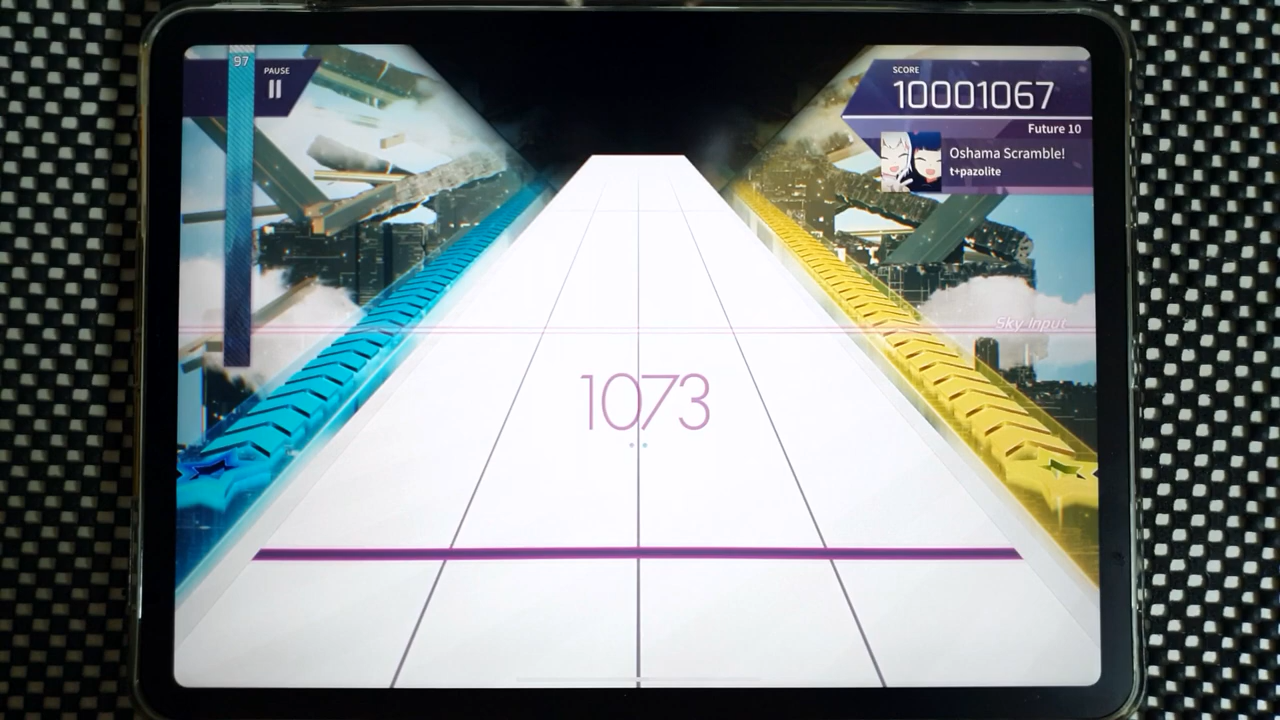 97
PAUSE
SCORE
10001067
Future 10
Oshama Scramble!
t+pazolite
Sky Input
1073